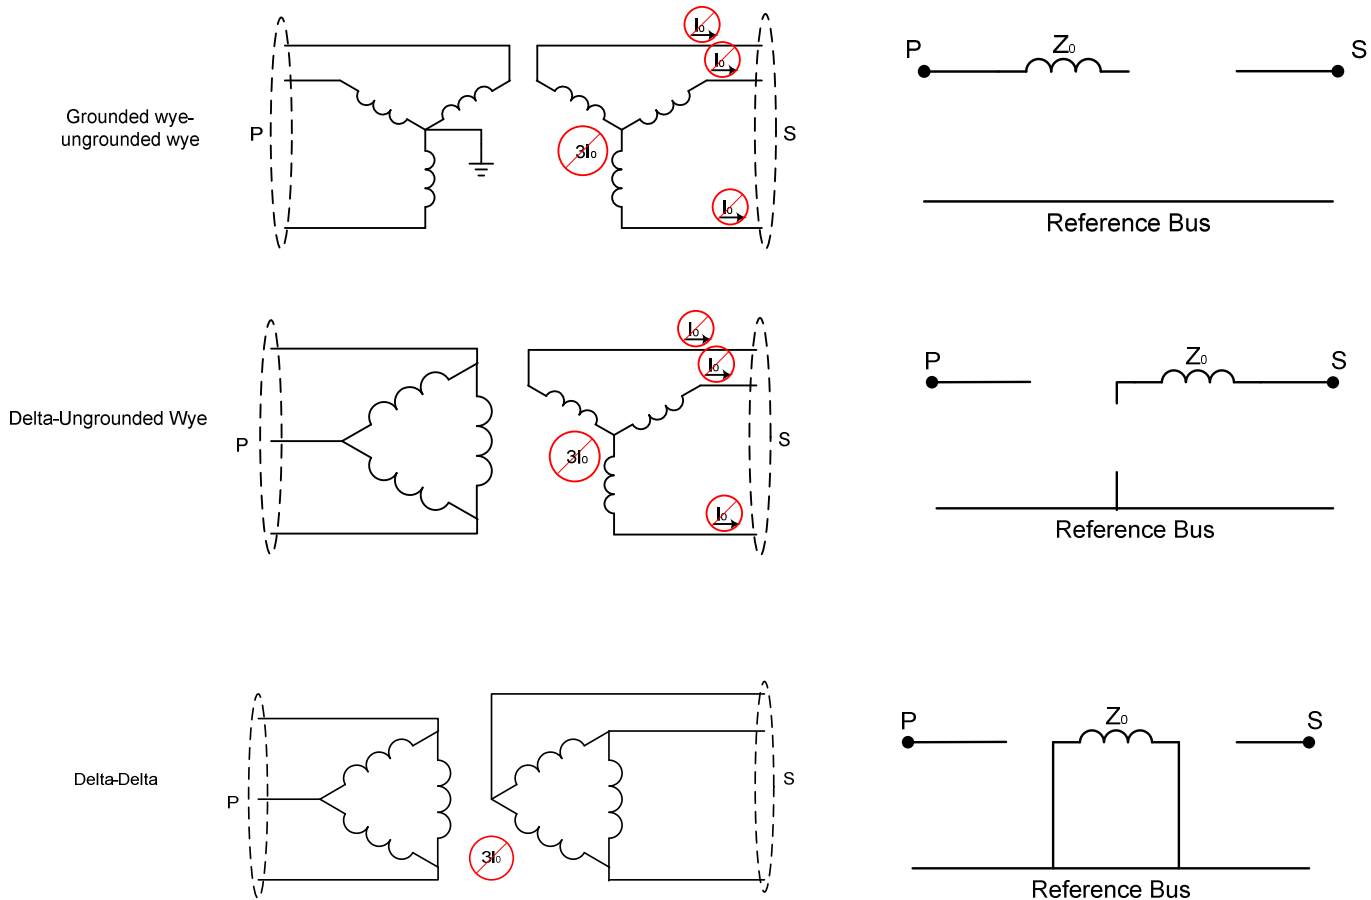 I₀
I₀
P
Z₀
S
Grounded wye-
ungrounded wye
P
3I₀
S
I₀
Reference Bus
I₀
I₀
P
Z₀
S
Delta-Ungrounded Wye
P
3I₀
S
I₀
Reference Bus
P
Z₀
S
Delta-Delta
P
S
3I₀
Reference Bus